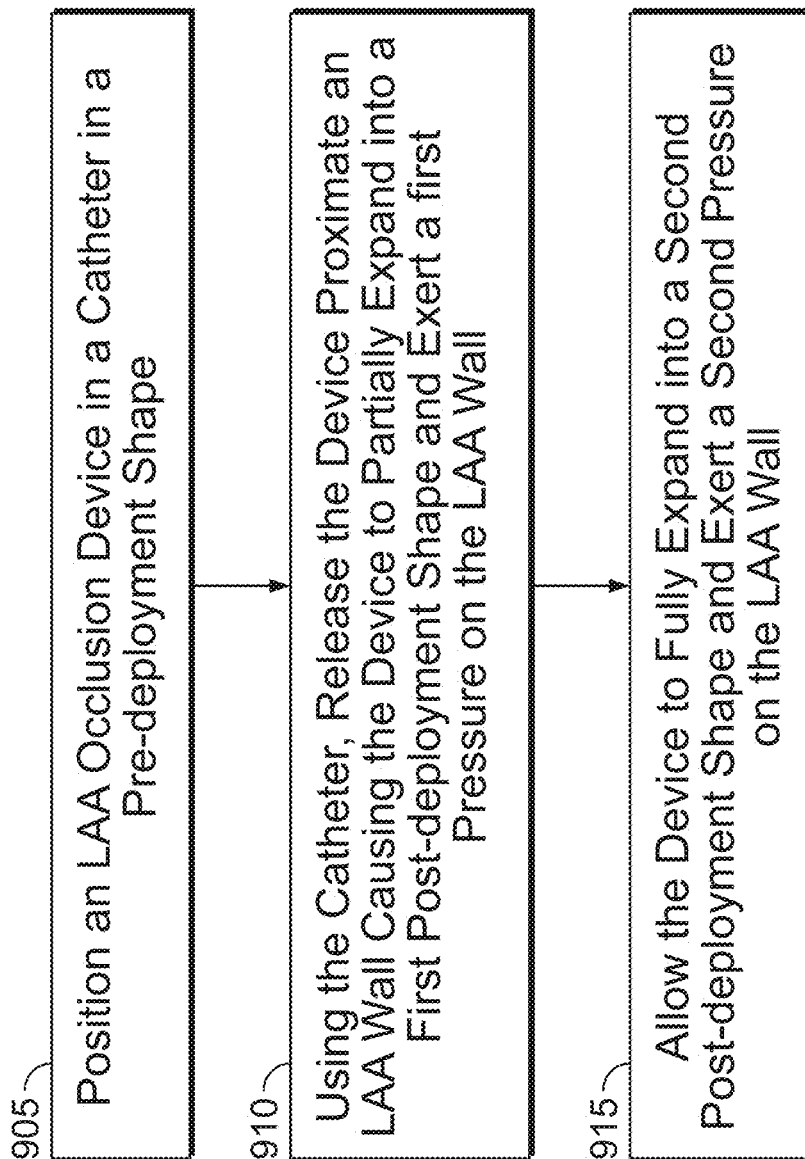 905
Position an LAA Occlusion Device in a Catheter in a
Pre-deployment Shape
910
Using the Catheter, Release the Device Proximate an
LAA Wall Causing the Device to Partially Expand into a
First Post-deployment Shape and Exert a first
Pressure on the LAA Wall
915
Allow the Device to Fully Expand into a Second
Post-deployment Shape and Exert a Second Pressure
on the LAA Wall